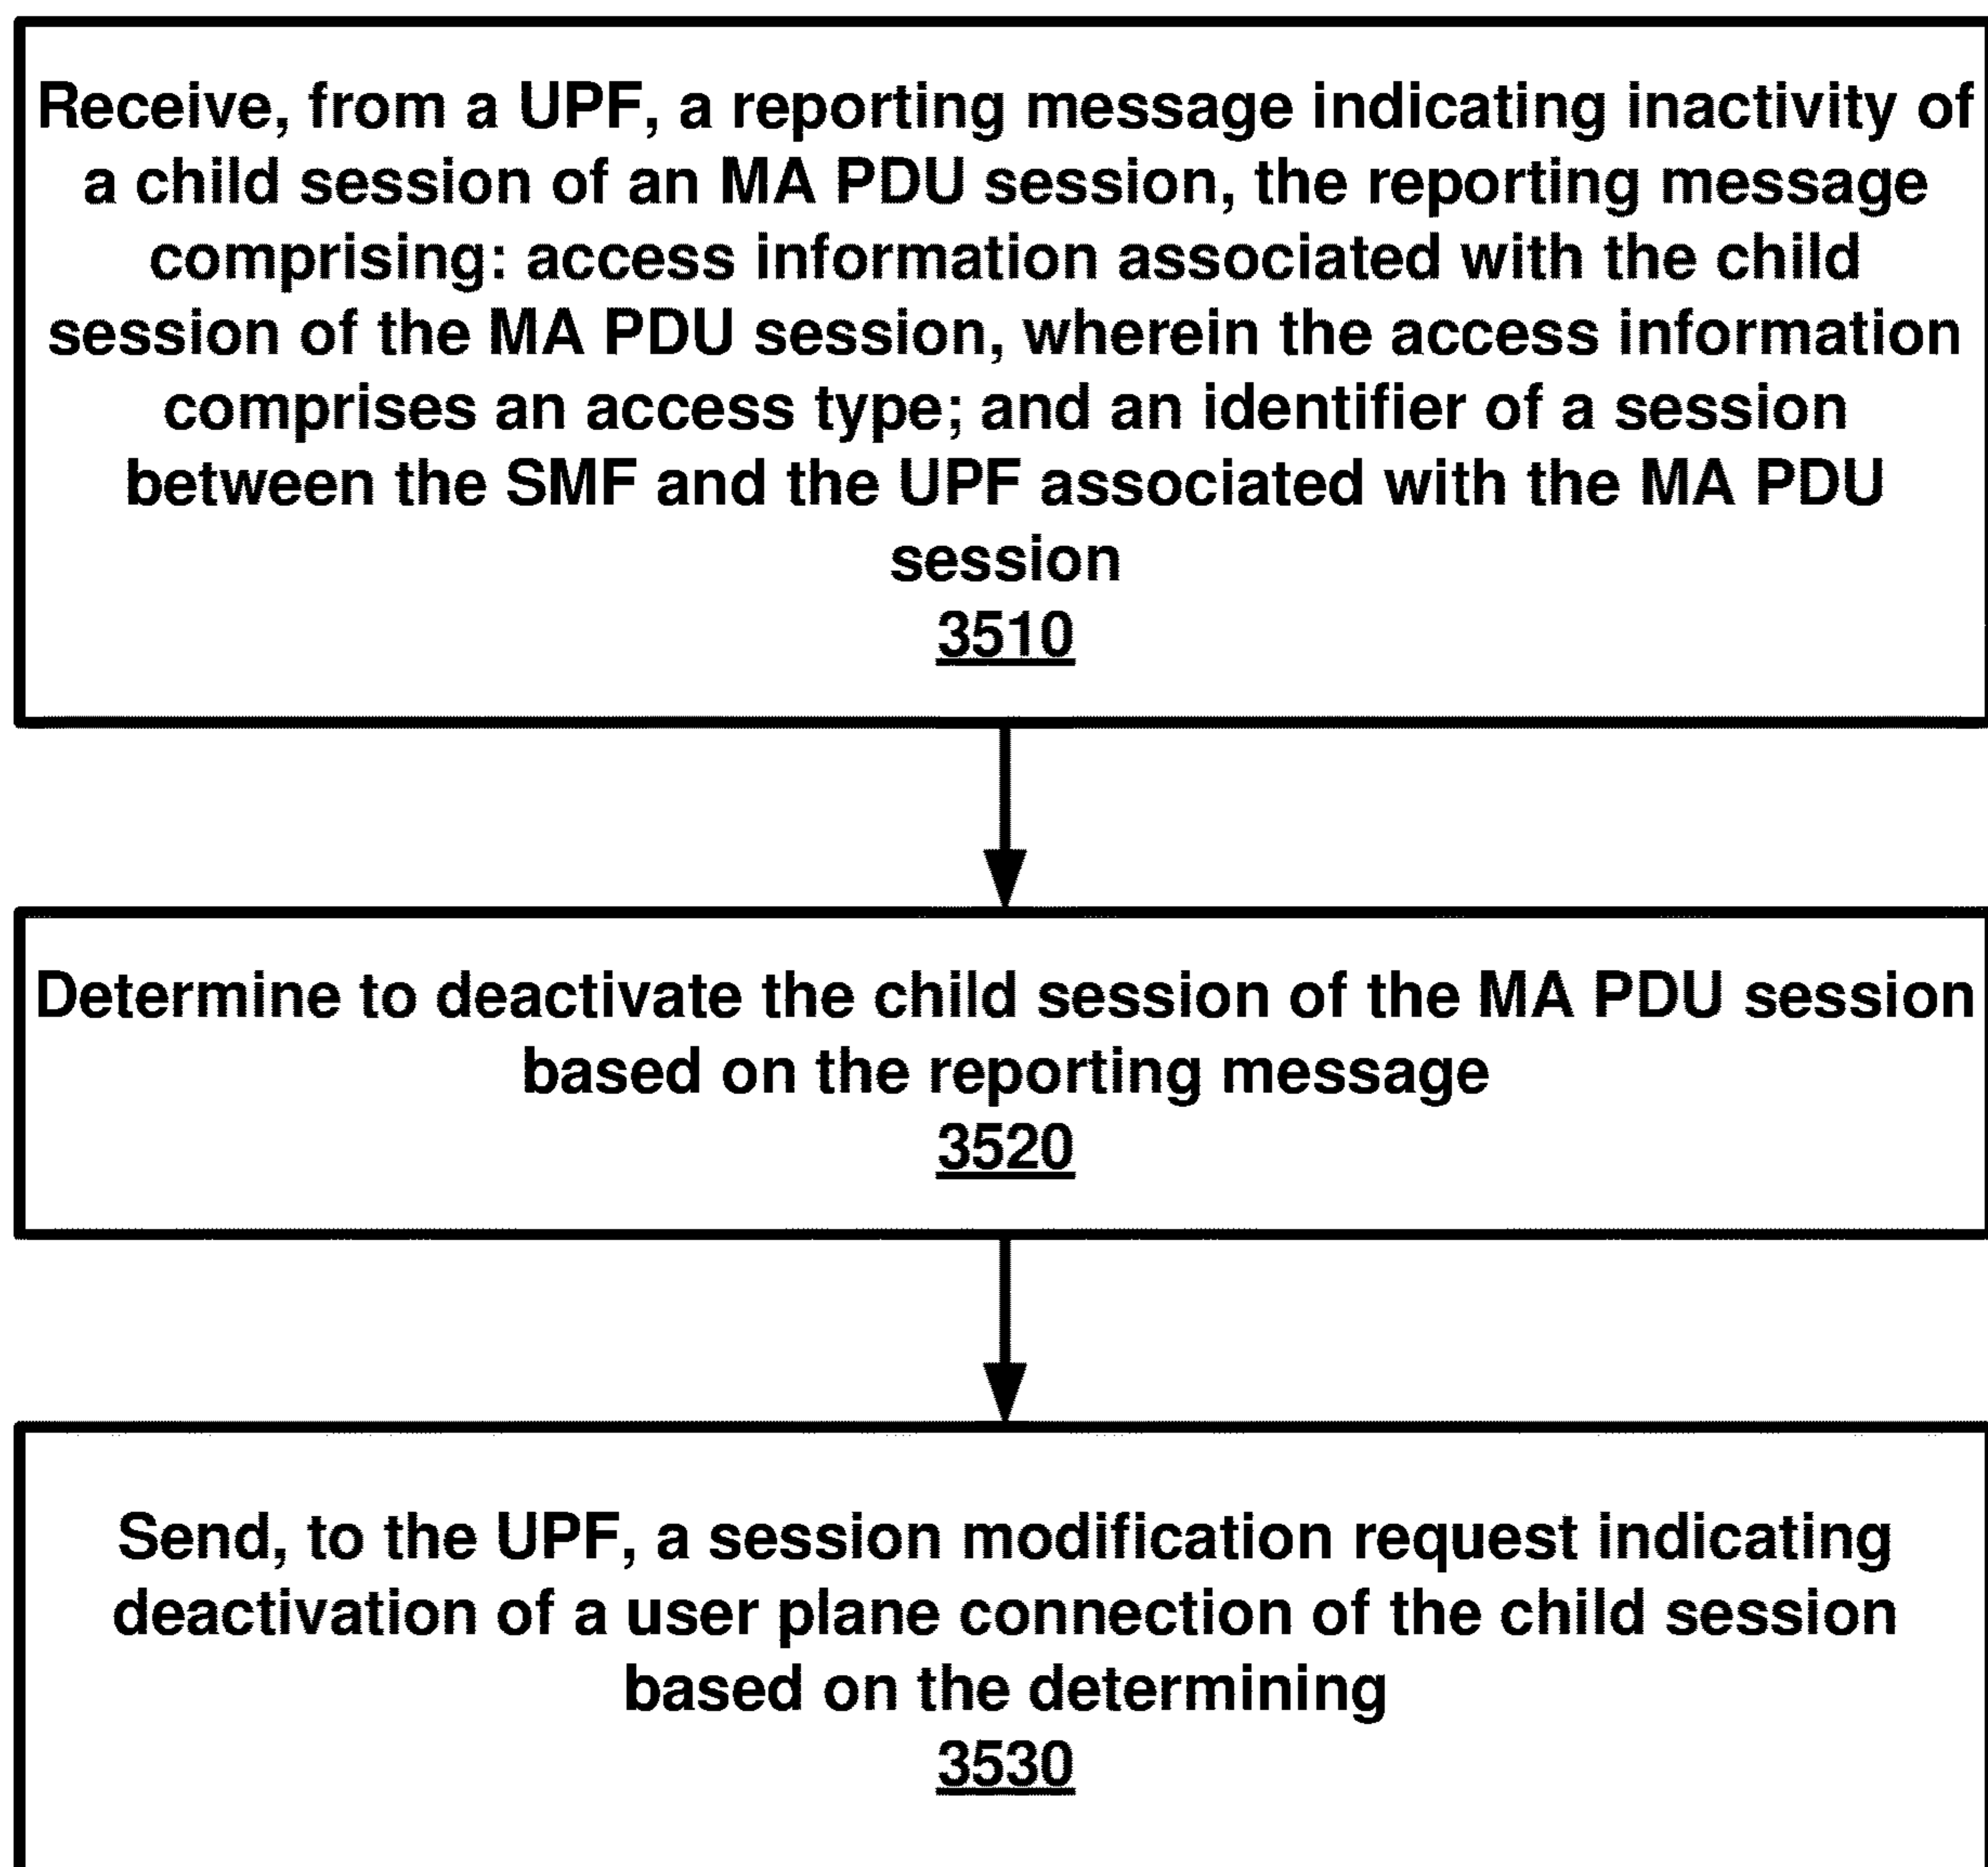 Receive, from a UPF, a reporting message indicating inactivity of
a child session of an MA PDU session, the reporting message
comprising: access information associated with the child
session of the MA PDU session, wherein the access information
comprises an access type; and an identifier of a session
between the SMF and the UPF associated with the MA PDU
session
3510
Determine to deactivate the child session of the MA PDU session
based on the reporting message
3520
Send, to the UPF, a session modification request indicating
deactivation of a user plane connection of the child session
based on the determining
3530